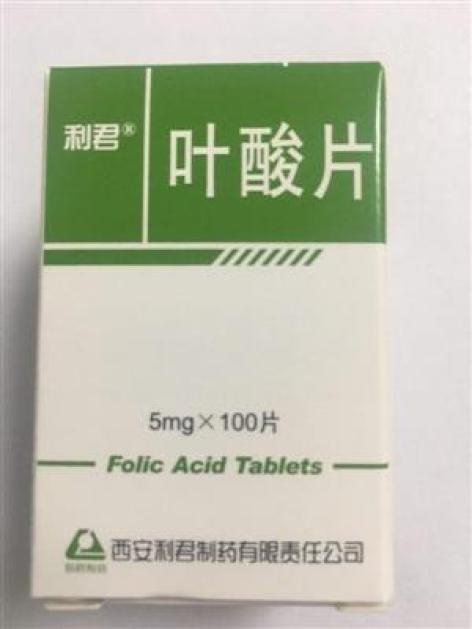 利君®
叶酸片
5mg×100片
Folic Acid Tablets
西安利君制药有限责任公司